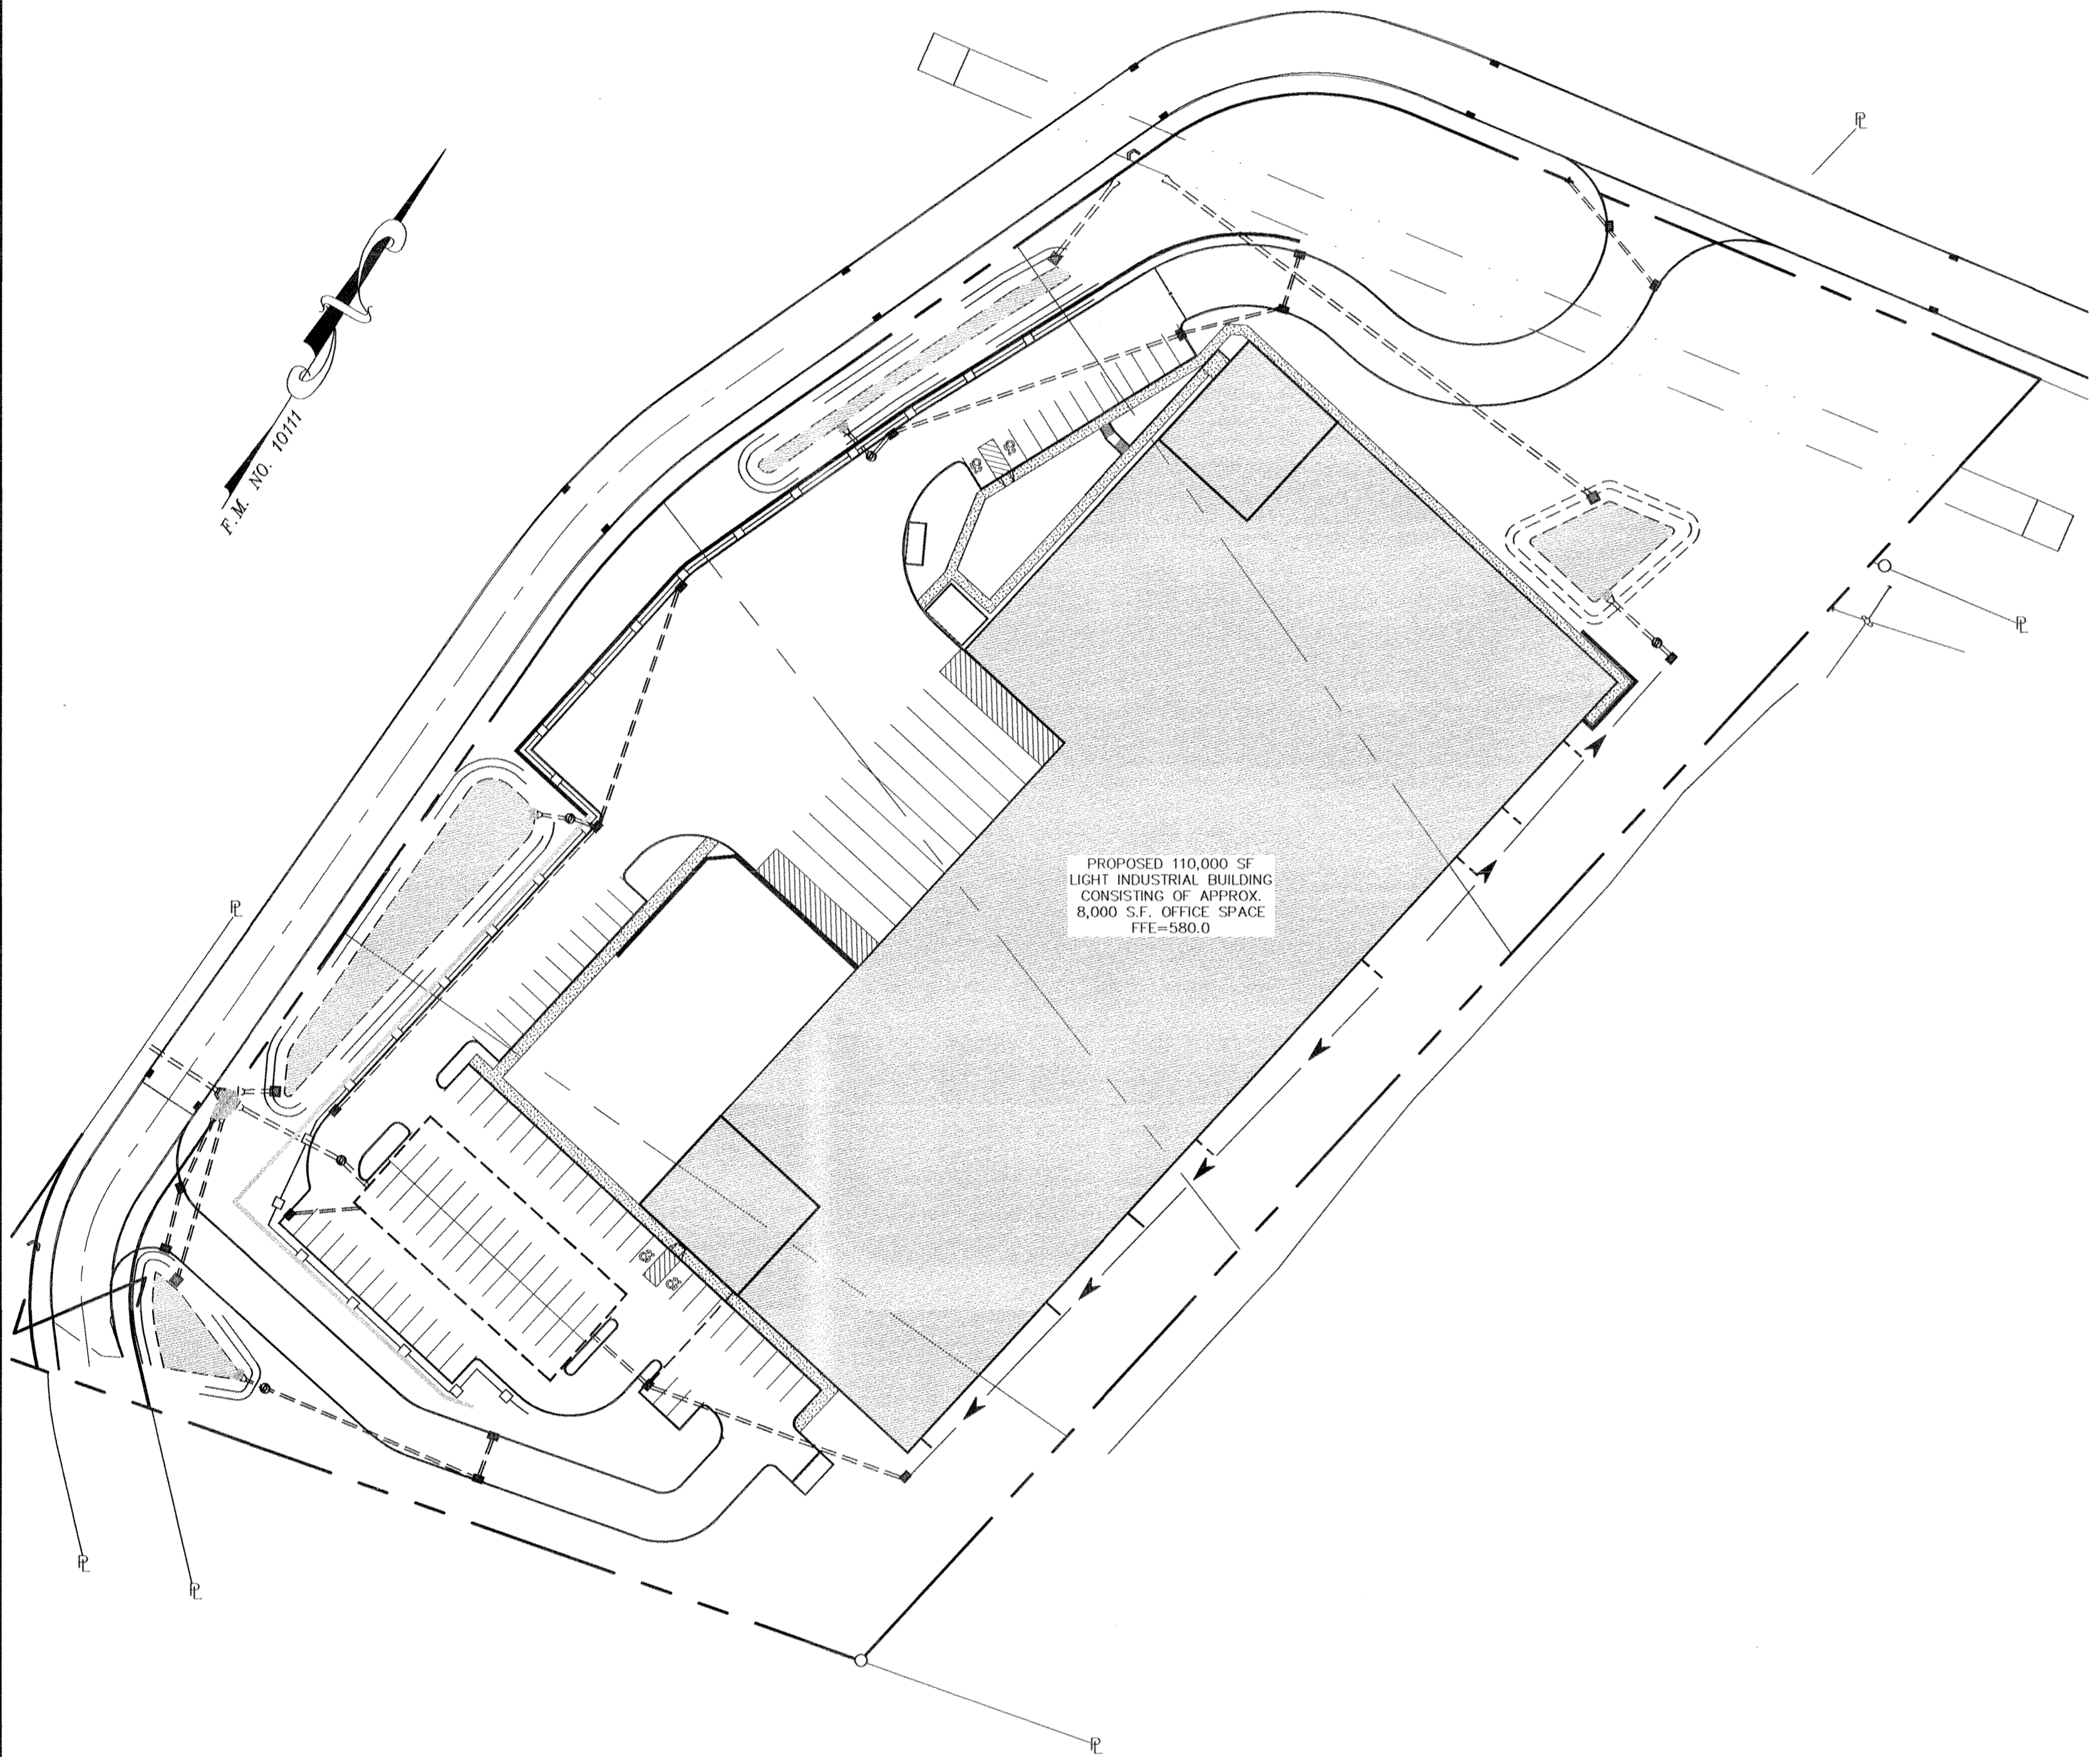 F.M. NO. 10111
PROPOSED 110,000 SF
LIGHT INDUSTRIAL BUILDING
CONSISTING OF APPROX.
8,000 S.F. OFFICE SPACE
FFE=580.0
PL
PL
PL
PL
PL
PL